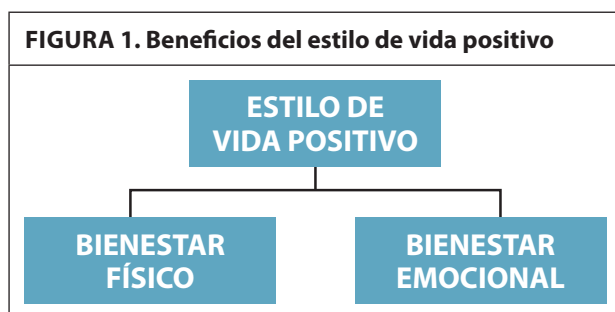 FIGURA 1. Beneficios del estilo de vida positivo
ESTILO DE
VIDA POSITIVO
BIENESTAR
FÍSICO
BIENESTAR
EMOCIONAL